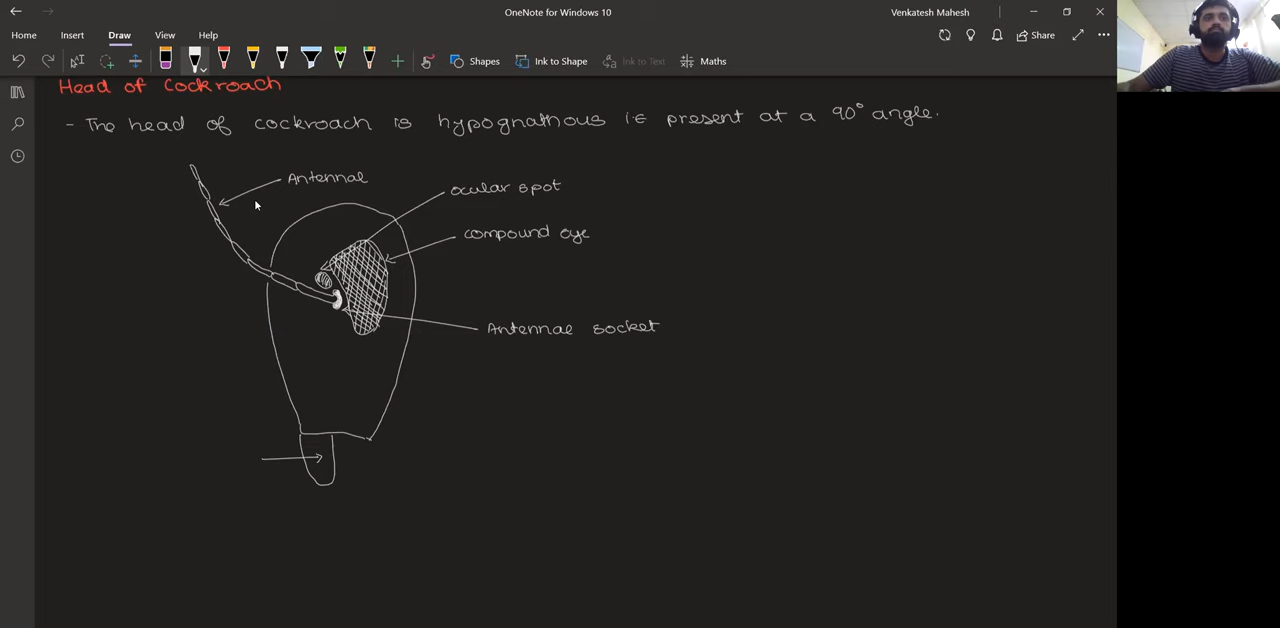 OneNote for Windows 10
Venkatesh Mahesh
Home Insert Draw View Help
Share
Shapes
Ink to Shape
Ink to Text
Maths
Head of Cockroach
- The head of cockroach is hypognathous i.e present at a 90° angle.
Antennal
ocular spot
compound eye
Antennae socket